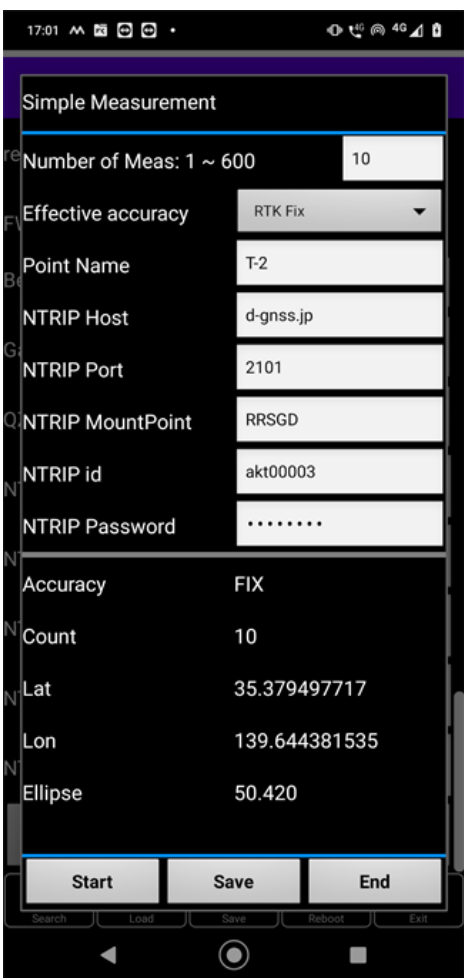 17:01
4G 4G
Simple Measurement
Number of Meas: 1 ~ 600 10
Effective accuracy RTK Fix
Point Name T-2
NTRIP Host d-gnss.jp
NTRIP Port 2101
NTRIP MountPoint RRSGD
NTRIP id akt00003
NTRIP Password ········
Accuracy FIX
Count 10
Lat 35.379497717
Lon 139.644381535
Ellipse 50.420
Start Save End
Search Load Save Reboot Exit